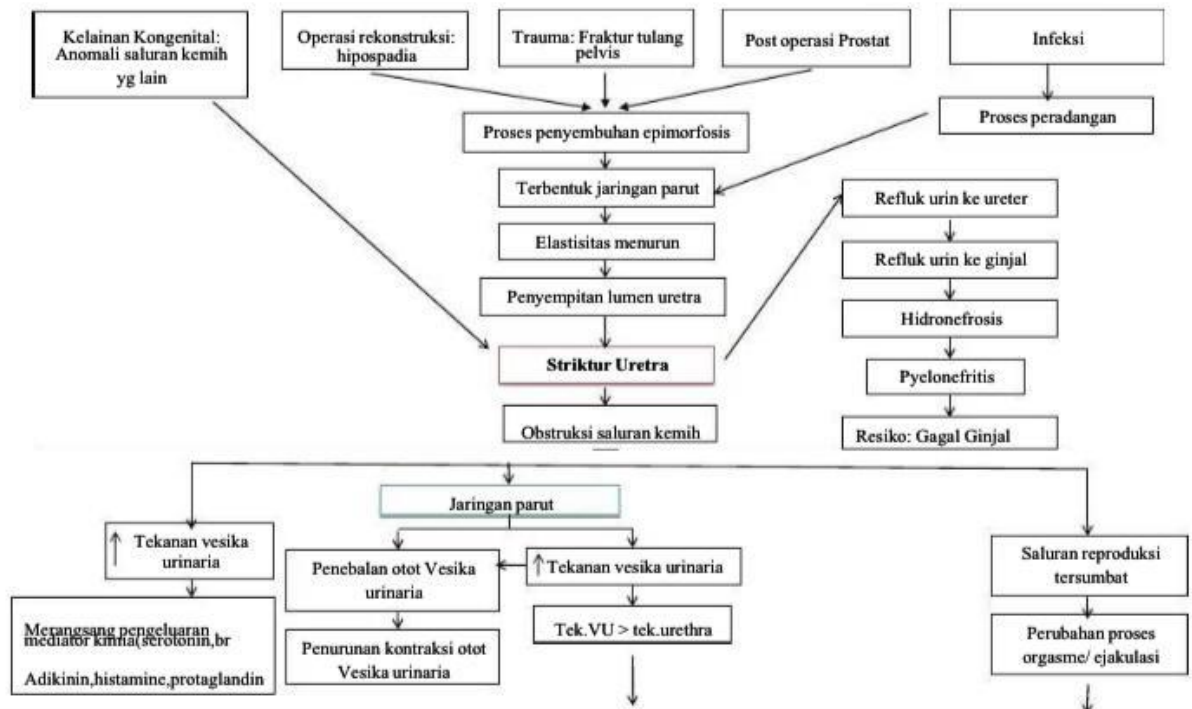 Kelainan Kongenital:
Anomali saluran kemih
yg lain
Operasi rekonstruksi:
hipospadia
Trauma: Fraktur tulang
pelvis
Post operasi Prostat
Infeksi
Proses penyembuhan epimorfosis
Proses peradangan
Terbentuk jaringan parut
Refluk urin ke ureter
Elastisitas menurun
Refluk urin ke ginjal
Penyempitan lumen uretra
Hidronefrosis
Striktur Uretra
Pyelonefritis
Obstruksi saluran kemih
Resiko: Gagal Ginjal
Jaringan parut
↑ Tekanan vesika
urinaria
Penebalan otot Vesika
urinaria
↑ Tekanan vesika urinaria
Saluran reproduksi
tersumbat
Merangsang pengeluaran
mediator kimia(serotonin,br
Adikinin,histamine,protaglandin
Penurunan kontraksi otot
Vesika urinaria
Tek.VU > tek.urethra
Perubahan proses
orgasme/ ejakulasi